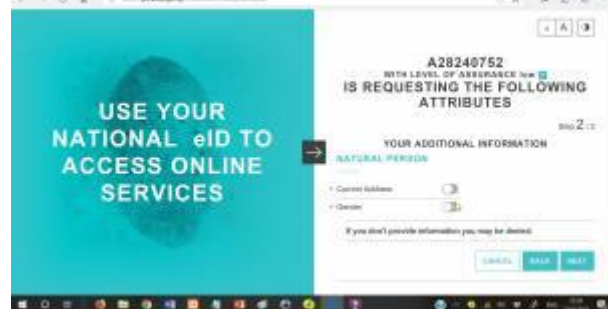 A
USE YOUR
NATIONAL eID TO
ACCESS ONLINE
SERVICES
A28240752
WITH LEVEL OF ASSURANCE low
IS REQUESTING THE FOLLOWING
ATTRIBUTES
Step 2
YOUR ADDITIONAL INFORMATION
NATURAL PERSON
Current Address
Gender
If you don't provide information you may be denied.
CANCEL BACK NEXT